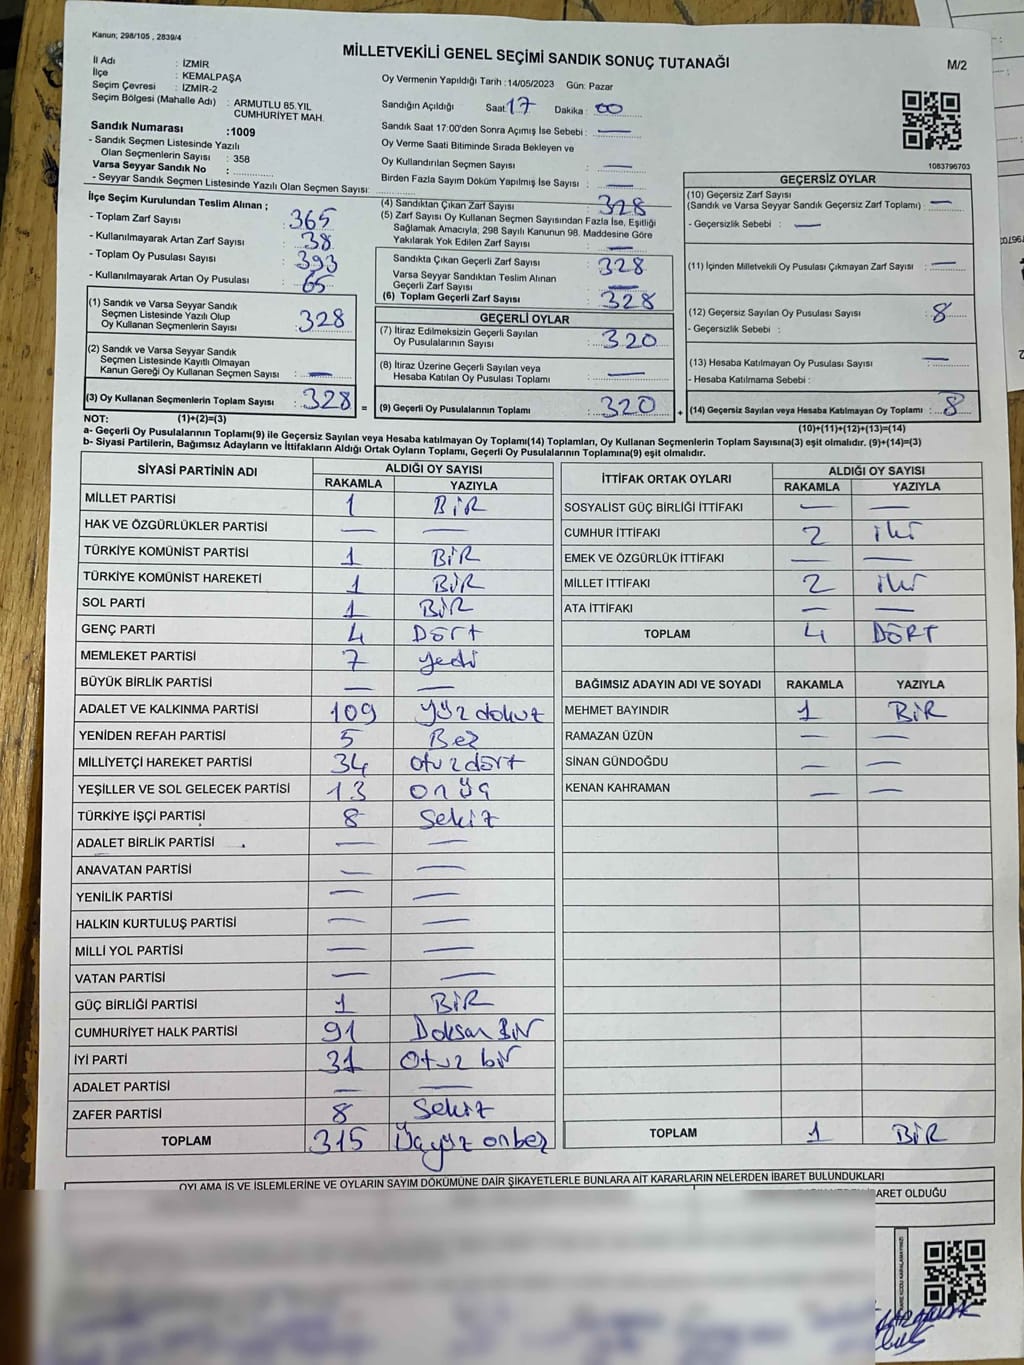 Kanun; 298/105 , 2839/4
MİLLETVEKİLİ GENEL SEÇİMİ SANDIK SONUÇ TUTANAĞI
M/2
İl Adı : İZMİR
İlçe : KEMALPAŞA
Seçim Çevresi : İZMİR-2
Seçim Bölgesi (Mahalle Adı) : ARMUTLU 85.YIL
CUMHURİYET MAH.
Sandık Numarası :1009
- Sandık Seçmen Listesinde Yazılı
Olan Seçmenlerin Sayısı : 358
Varsa Seyyar Sandık No :
- Seyyar Sandık Seçmen Listesinde Yazılı Olan Seçmen Sayısı:
Oy Vermenin Yapıldığı Tarih :14/05/2023 Gün: Pazar
Sandığın Açıldığı Saat: 17 Dakika : 00
Sandık Saat 17:00'den Sonra Açımış İse Sebebi : —
Oy Verme Saati Bitiminde Sırada Bekleyen ve
Oy Kullandırılan Seçmen Sayısı : —
Birden Fazla Sayım Döküm Yapılmış İse Sayısı : —
1083796703
İlçe Seçim Kurulundan Teslim Alınan ;
- Toplam Zarf Sayısı : 365
- Kullanılmayarak Artan Zarf Sayısı : 38
- Toplam Oy Pusulası Sayısı : 393
- Kullanılmayarak Artan Oy Pusulası : 65
(1) Sandık ve Varsa Seyyar Sandık
Seçmen Listesinde Yazılı Olup
Oy Kullanan Seçmenlerin Sayısı : 328
(2) Sandık ve Varsa Seyyar Sandık
Seçmen Listesinde Kayıtlı Olmayan
Kanun Gereği Oy Kullanan Seçmen Sayısı : —
(3) Oy Kullanan Seçmenlerin Toplam Sayısı : 328 =
(4) Sandıktan Çıkan Zarf Sayısı : 328
(5) Zarf Sayısı Oy Kullanan Seçmen Sayısından Fazla İse, Eşitliği
Sağlamak Amacıyla, 298 Sayılı Kanunun 98. Maddesine Göre
Yakılarak Yok Edilen Zarf Sayısı : —
Sandıkta Çıkan Geçerli Zarf Sayısı : 328
Varsa Seyyar Sandıktan Teslim Alınan
Geçerli Zarf Sayısı : —
(6) Toplam Geçerli Zarf Sayısı : 328
GEÇERLİ OYLAR
(7) İtiraz Edilmeksizin Geçerli Sayılan
Oy Pusulalarının Sayısı : 320
(8) İtiraz Üzerine Geçerli Sayılan veya
Hesaba Katılan Oy Pusulası Toplamı : —
(9) Geçerli Oy Pusulalarının Toplamı : 320 +
GEÇERSİZ OYLAR
(10) Geçersiz Zarf Sayısı
(Sandık ve Varsa Seyyar Sandık Geçersiz Zarf Toplamı) : —
- Geçersizlik Sebebi : —
(11) İçinden Milletvekili Oy Pusulası Çıkmayan Zarf Sayısı : —
(12) Geçersiz Sayılan Oy Pusulası Sayısı : 8
- Geçersizlik Sebebi :
(13) Hesaba Katılmayan Oy Pusulası Sayısı : —
- Hesaba Katılmama Sebebi :
(14) Geçersiz Sayılan veya Hesaba Katılmayan Oy Toplamı : 8
NOT: (1)+(2)=(3) (10)+(11)+(12)+(13)=(14)
a- Geçerli Oy Pusulalarının Toplamı(9) ile Geçersiz Sayılan veya Hesaba katılmayan Oy Toplamı(14) Toplamları, Oy Kullanan Seçmenlerin Toplam Sayısına(3) eşit olmalıdır. (9)+(14)=(3)
b- Siyasi Partilerin, Bağımsız Adayların ve İttifakların Aldığı Ortak Oyların Toplamı, Geçerli Oy Pusulalarının Toplamına(9) eşit olmalıdır.
SİYASİ PARTİNİN ADI ALDIĞI OY SAYISI
RAKAMLA YAZIYLA
MİLLET PARTİSİ 1 BİR
HAK VE ÖZGÜRLÜKLER PARTİSİ — —
TÜRKİYE KOMÜNİST PARTİSİ 1 BİR
TÜRKİYE KOMÜNİST HAREKETİ 1 BİR
SOL PARTİ 1 BİR
GENÇ PARTİ 4 Dört
MEMLEKET PARTİSİ 7 yedi
BÜYÜK BİRLİK PARTİSİ — —
ADALET VE KALKINMA PARTİSİ 109 yüz dokuz
YENİDEN REFAH PARTİSİ 5 Beş
MİLLİYETÇİ HAREKET PARTİSİ 34 otuz dört
YEŞİLLER VE SOL GELECEK PARTİSİ 13 on üç
TÜRKİYE İŞÇİ PARTİSİ 8 Sekiz
ADALET BİRLİK PARTİSİ — —
ANAVATAN PARTİSİ — —
YENİLİK PARTİSİ — —
HALKIN KURTULUŞ PARTİSİ — —
MİLLİ YOL PARTİSİ — —
VATAN PARTİSİ — —
GÜÇ BİRLİĞİ PARTİSİ 1 BİR
CUMHURİYET HALK PARTİSİ 91 Doksan BİR
İYİ PARTİ 31 Otuz bir
ADALET PARTİSİ — —
ZAFER PARTİSİ 8 Sekiz
TOPLAM 315 Üçyüz onbeş
İTTİFAK ORTAK OYLARI ALDIĞI OY SAYISI
RAKAMLA YAZIYLA
SOSYALİST GÜÇ BİRLİĞİ İTTİFAKI — —
CUMHUR İTTİFAKI 2 iki
EMEK VE ÖZGÜRLÜK İTTİFAKI — —
MİLLET İTTİFAKI 2 iki
ATA İTTİFAKI — —
TOPLAM 4 DÖRT
BAĞIMSIZ ADAYIN ADI VE SOYADI RAKAMLA YAZIYLA
MEHMET BAYINDIR 1 BİR
RAMAZAN ÜZÜN — —
SİNAN GÜNDOĞDU — —
KENAN KAHRAMAN — —
TOPLAM 1 BİR
OYLAMA İŞ VE İŞLEMLERİNE VE OYLARIN SAYIM DÖKÜMÜNE DAİR ŞİKAYETLERLE BUNLARA AİT KARARLARIN NELERDEN İBARET BULUNDUKLARI
İBARET OLDUĞU